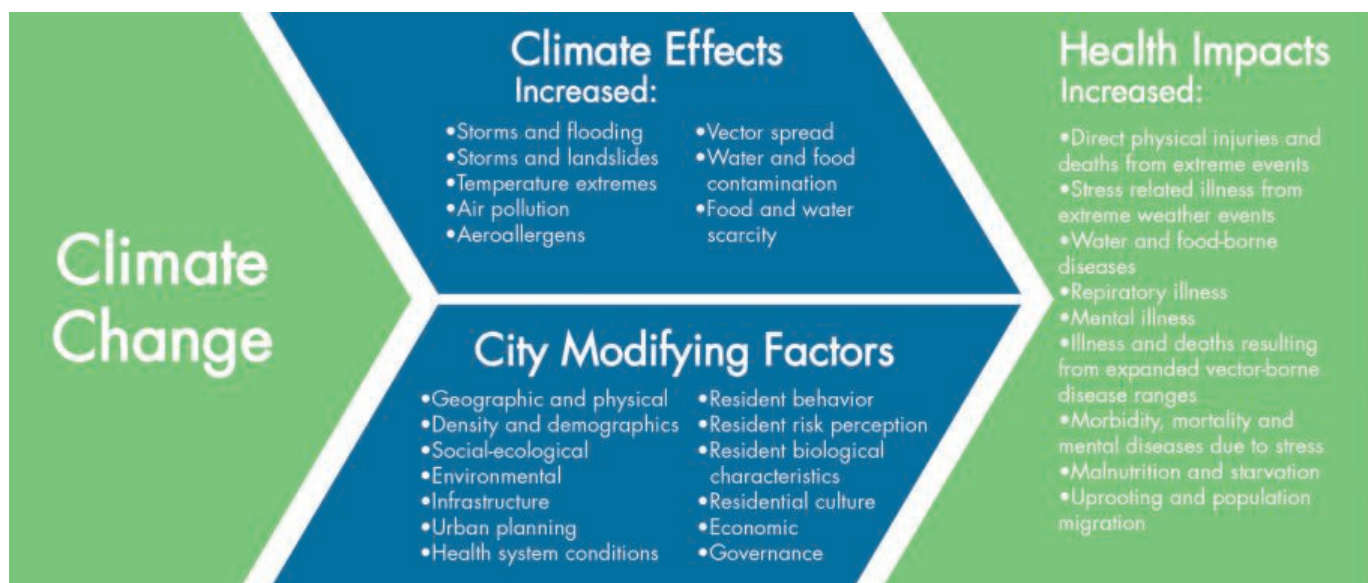 Climate
Change
Climate Effects
Increased:
•Storms and flooding
•Storms and landslides
•Temperature extremes
•Air pollution
•Aeroallergens
•Vector spread
•Water and food
contamination
•Food and water
scarcity
City Modifying Factors
•Geographic and physical
•Density and demographics
•Social-ecological
•Environmental
•Infrastructure
•Urban planning
•Health system conditions
•Resident behavior
•Resident risk perception
•Resident biological
characteristics
•Residential culture
•Economic
•Governance
Health Impacts
Increased:
•Direct physical injuries and
deaths from extreme events
•Stress related illness from
extreme weather events
•Water and food-borne
diseases
•Repiratory illness
•Mental illness
•Illness and deaths resulting
from expanded vector-borne
disease ranges
•Morbidity, mortality and
mental diseases due to stress
•Malnutrition and starvation
•Uprooting and population
migration